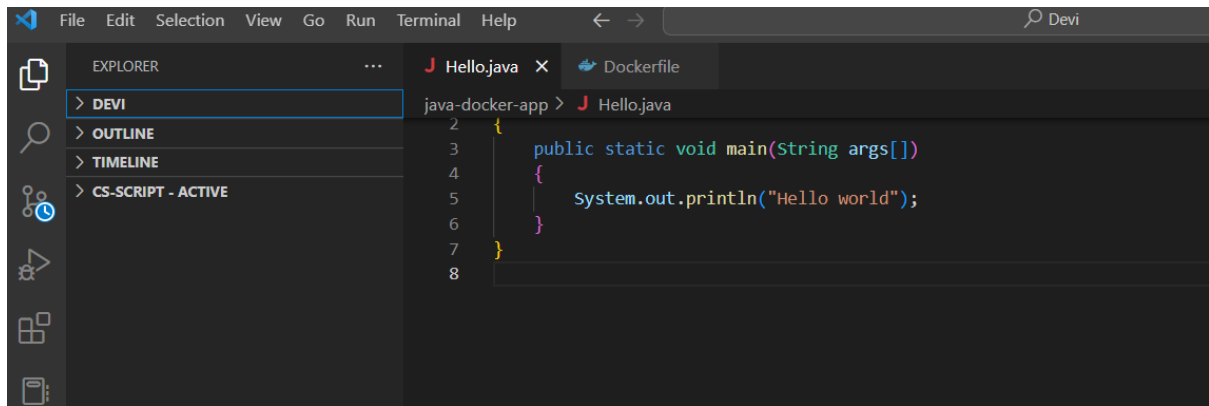 File Edit Selection View Go Run Terminal Help Devi
EXPLORER ...
> DEVI
> OUTLINE
> TIMELINE
> CS-SCRIPT - ACTIVE
J Hello.java × Dockerfile
java-docker-app > J Hello.java
2 {
3 public static void main(String args[])
4 {
5 System.out.println("Hello world");
6 }
7 }
8